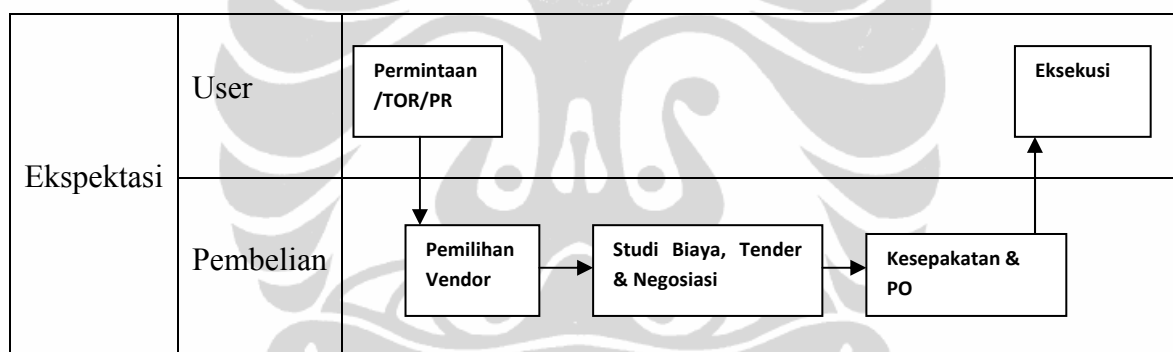 Ekspektasi
User
Permintaan
/TOR/PR
Eksekusi
Pembelian
Pemilihan
Vendor
Studi Biaya, Tender
& Negosiasi
Kesepakatan &
PO